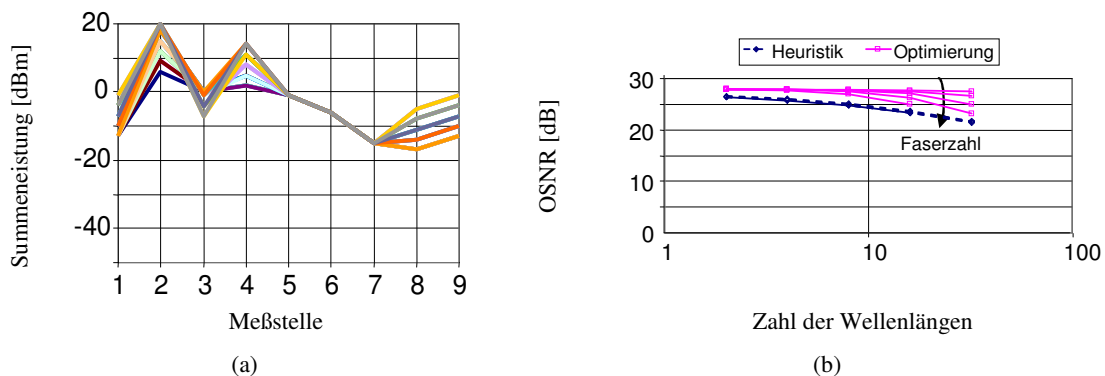 Summeneistung [dBm]
20
0
-20
-40
1 2 3 4 5 6 7 8 9
Meßstelle
(a)
Heuristik Optimierung
OSNR [dB]
30
20
10
0
Faserzahl
1 10 100
Zahl der Wellenlängen
(b)